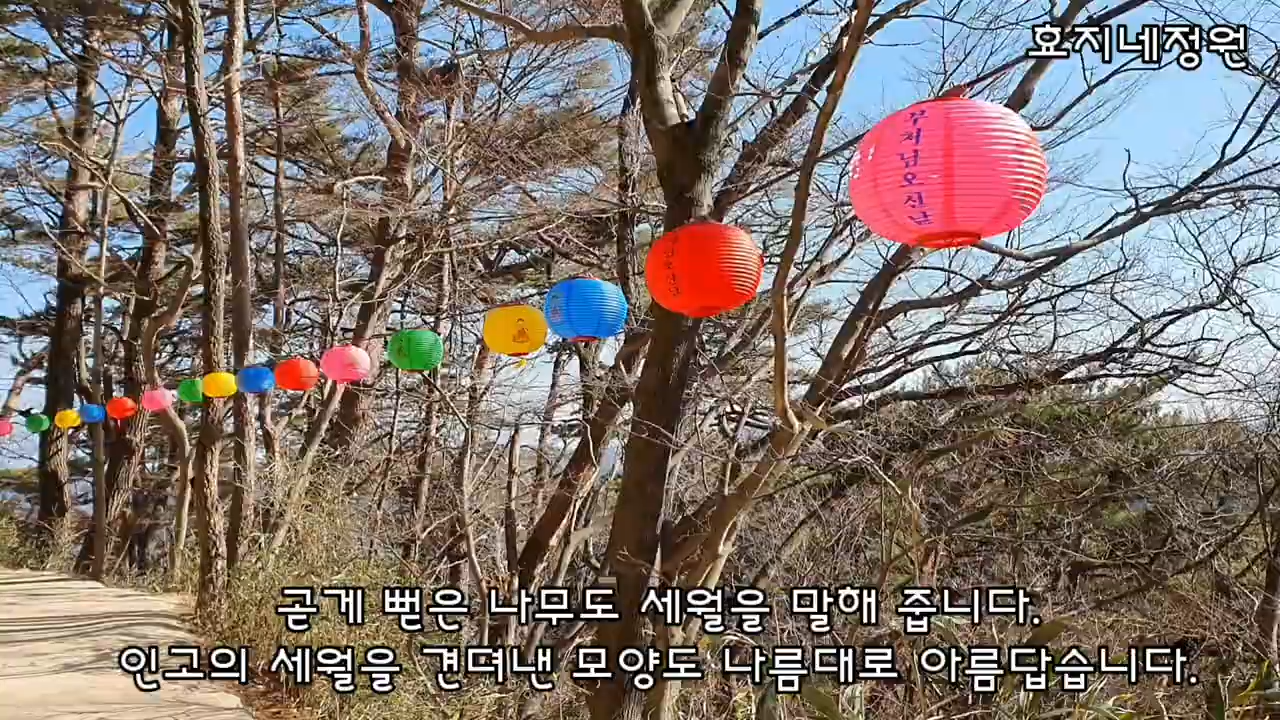 효지네정원
부처님오신날
곧게 뻗은 나무도 세월을 말해 줍니다.
인고의 세월을 견뎌낸 모양도 나름대로 아름답습니다.